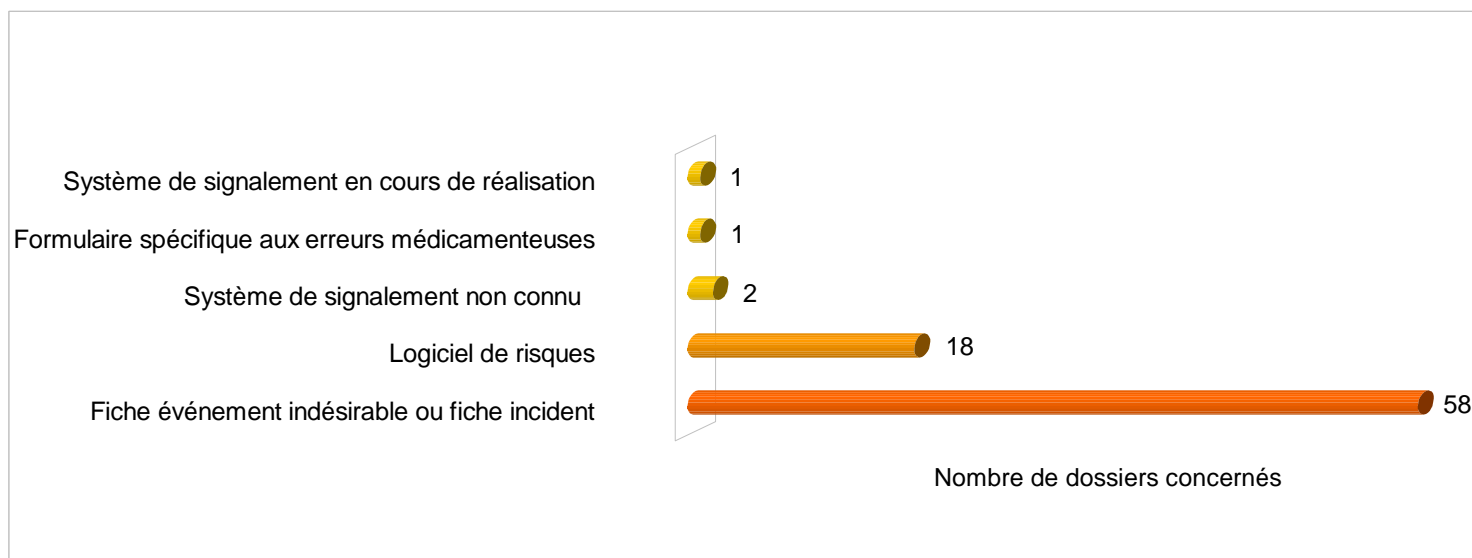 Système de signalement en cours de réalisation 1
Formulaire spécifique aux erreurs médicamenteuses 1
Système de signalement non connu 2
Logiciel de risques 18
Fiche événement indésirable ou fiche incident 58
Nombre de dossiers concernés